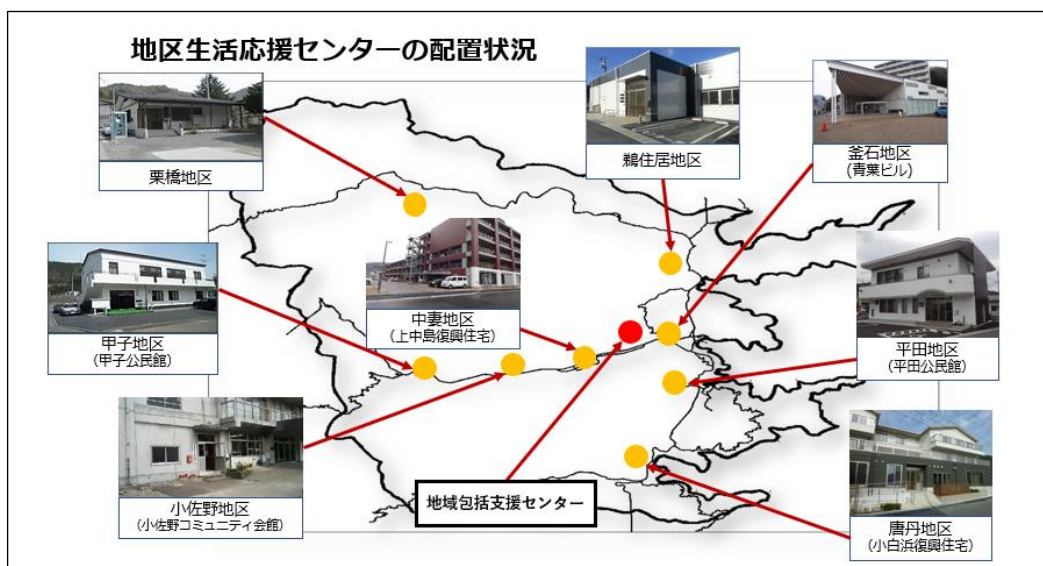 地区生活応援センターの配置状況
栗橋地区
鵜住居地区
釜石地区
(青葉ビル)
甲子地区
(甲子公民館)
中妻地区
(上中島復興住宅)
平田地区
(平田公民館)
小佐野地区
(小佐野コミュニティ会館)
地域包括支援センター
唐丹地区
(小白浜復興住宅)